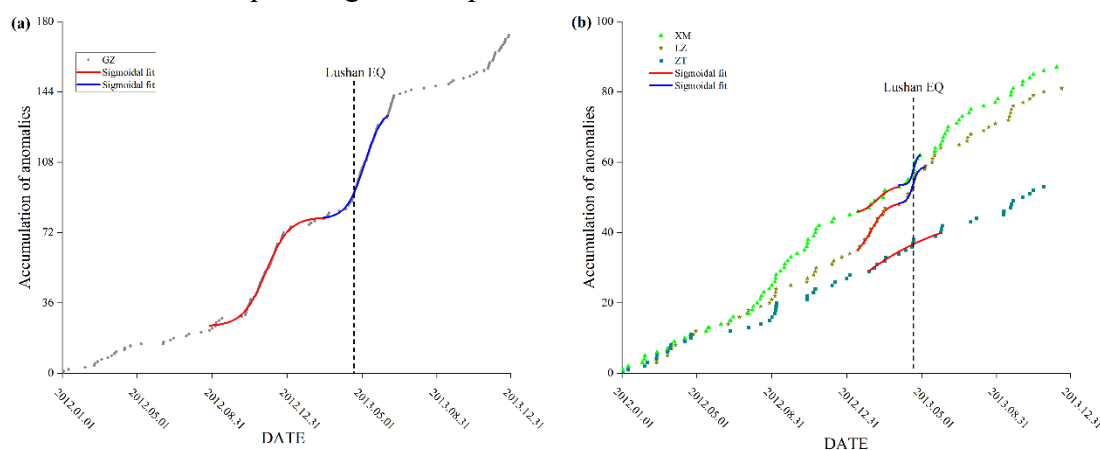 (a)
180
144
108
72
36
0
Accumulation of anomalies
GZ
Sigmoidal fit
Sigmoidal fit
Lushan EQ
2012.01.01
2012.05.01
2012.08.31
2012.12.31
2013.05.01
2013.08.31
2013.12.31
DATE
(b)
100
80
60
40
20
0
Accumulation of anomalies
XM
LZ
ZT
Sigmoidal fit
Sigmoidal fit
Lushan EQ
2012.01.01
2012.05.01
2012.08.31
2012.12.31
2013.05.01
2013.08.31
2013.12.31
DATE